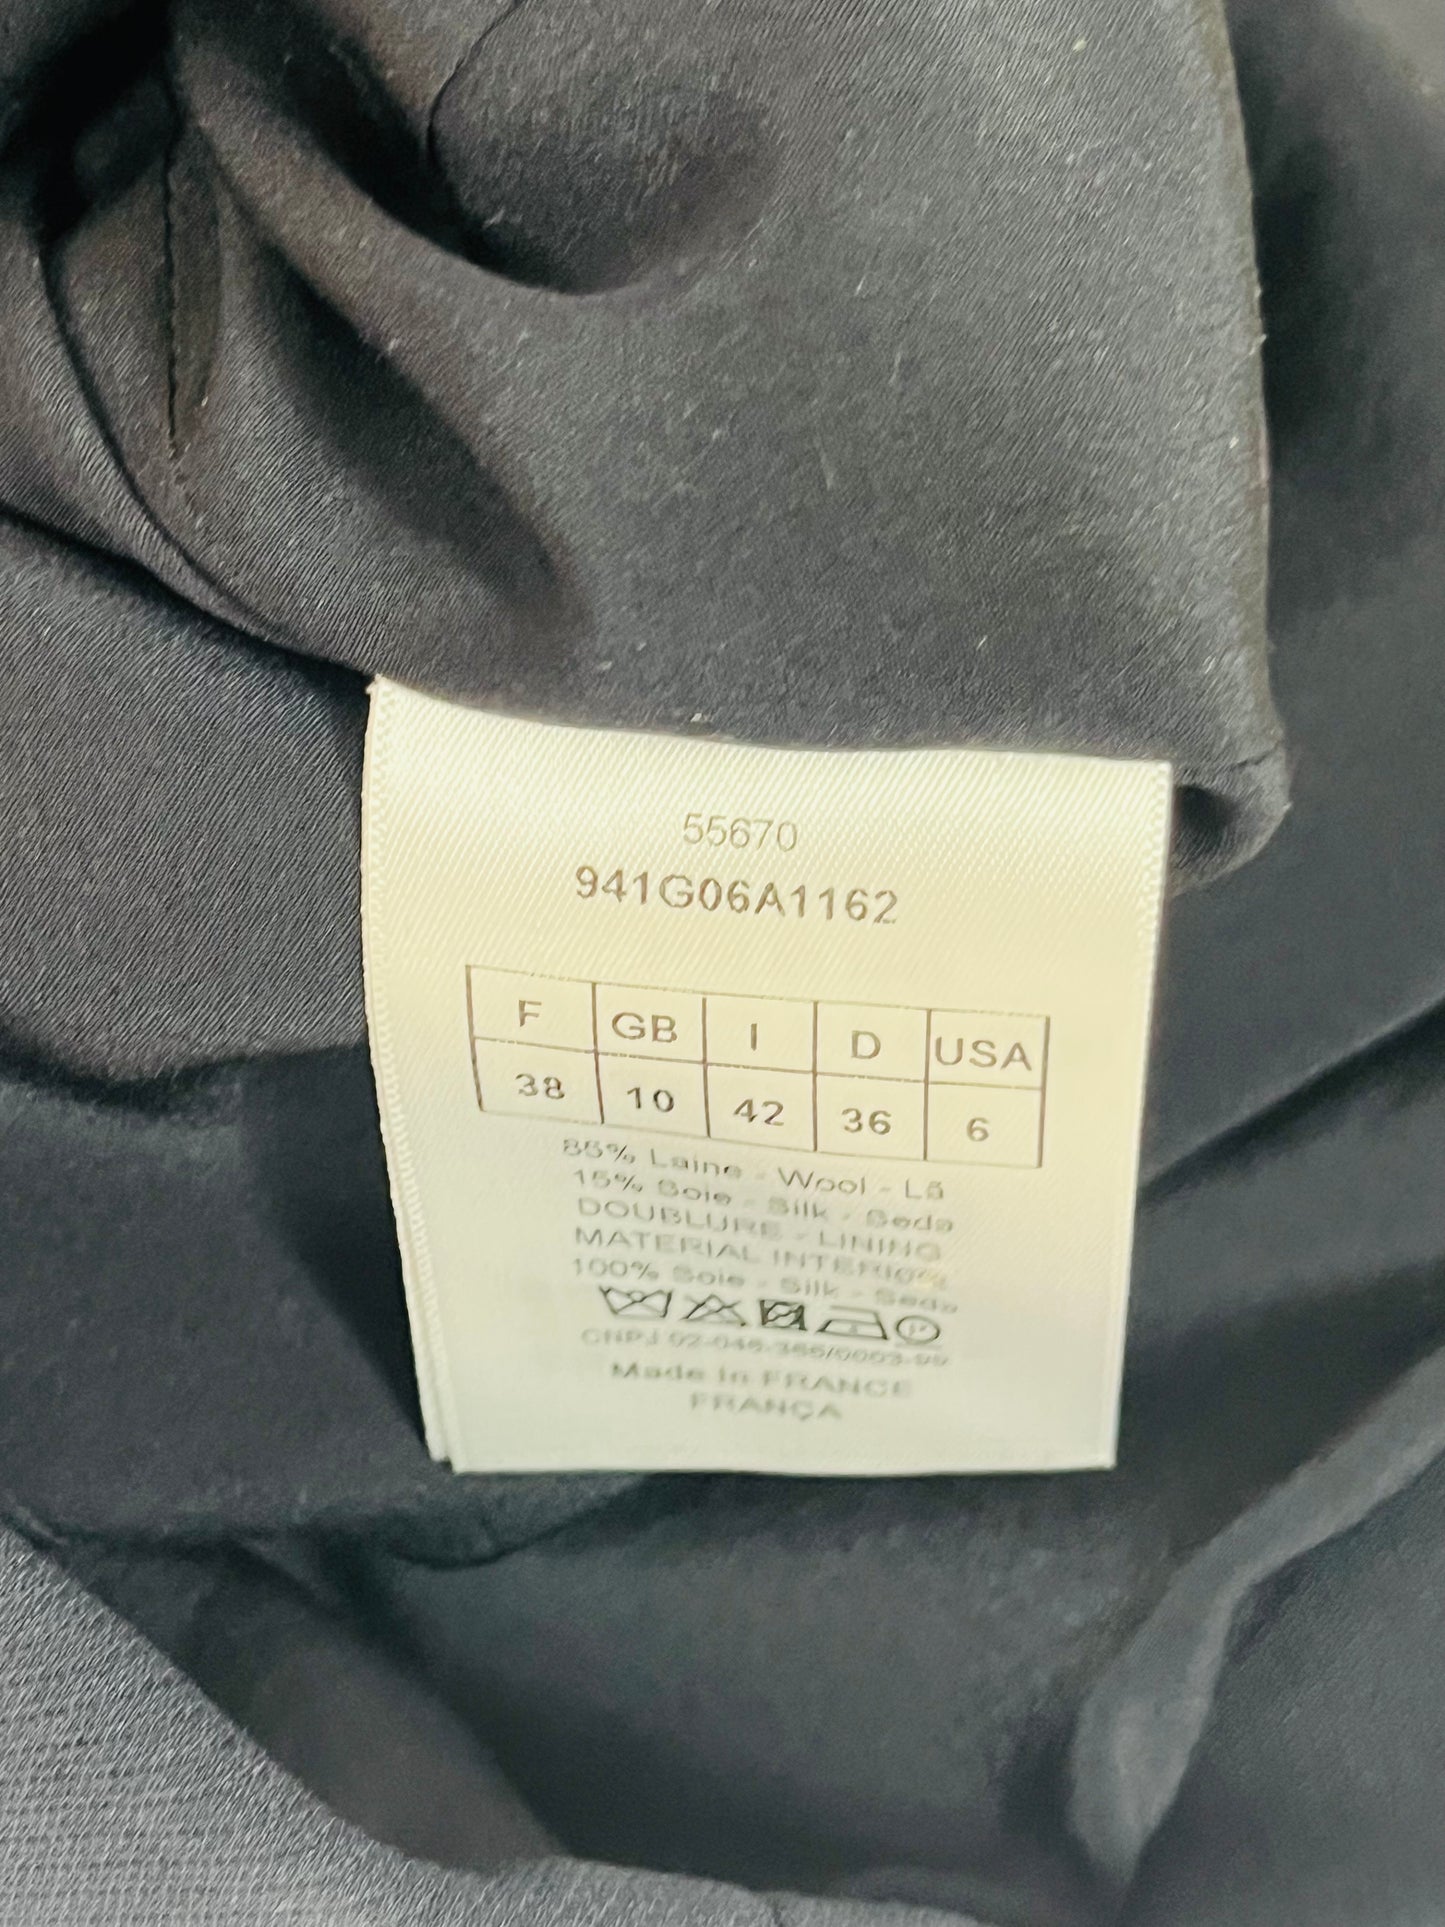 55670
941G06A1162
F GB I D USA
38 10 42 36 6
85% Laine - Wool - Lã
15% Soie - Silk - Seda
DOUBLURE - LINING
MATERIAL INTERIOR
100% Soie - Silk - Seda
CNPJ
Made in FRANCE
FRANÇA